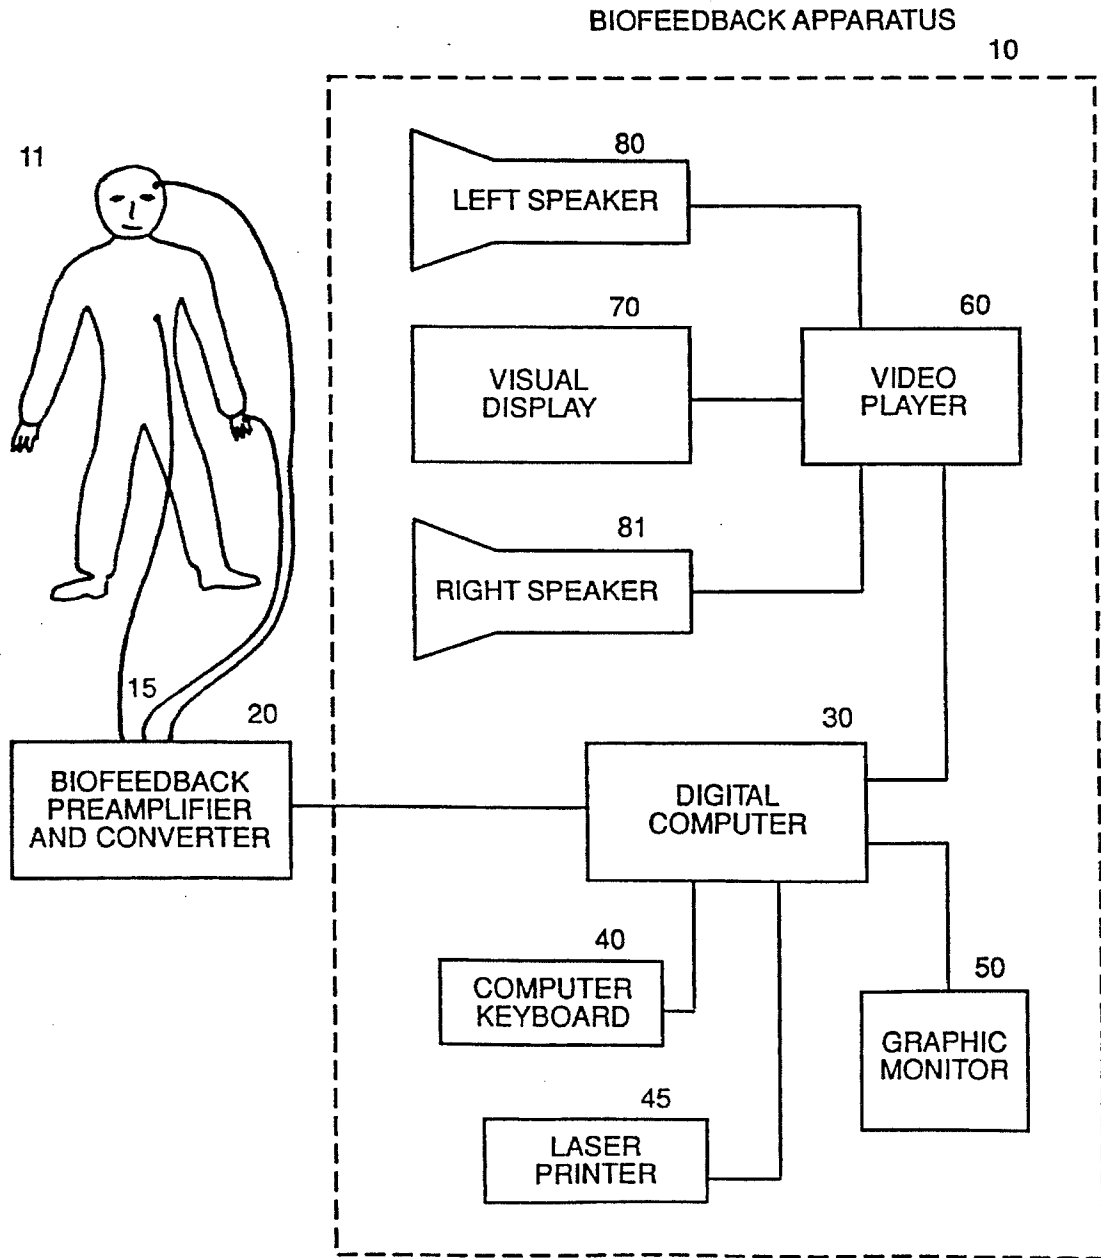 BIOFEEDBACK APPARATUS
10
11
80
LEFT SPEAKER
70
VISUAL
DISPLAY
60
VIDEO
PLAYER
81
RIGHT SPEAKER
15
20
BIOFEEDBACK
PREAMPLIFIER
AND CONVERTER
30
DIGITAL
COMPUTER
40
COMPUTER
KEYBOARD
50
GRAPHIC
MONITOR
45
LASER
PRINTER